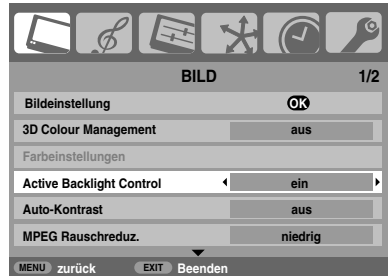 BILD 1/2
Bildeinstellung OK
3D Colour Management aus
Farbeinstellungen
Active Backlight Control ein
Auto-Kontrast aus
MPEG Rauschreduz. niedrig
MENU zurück EXIT Beenden